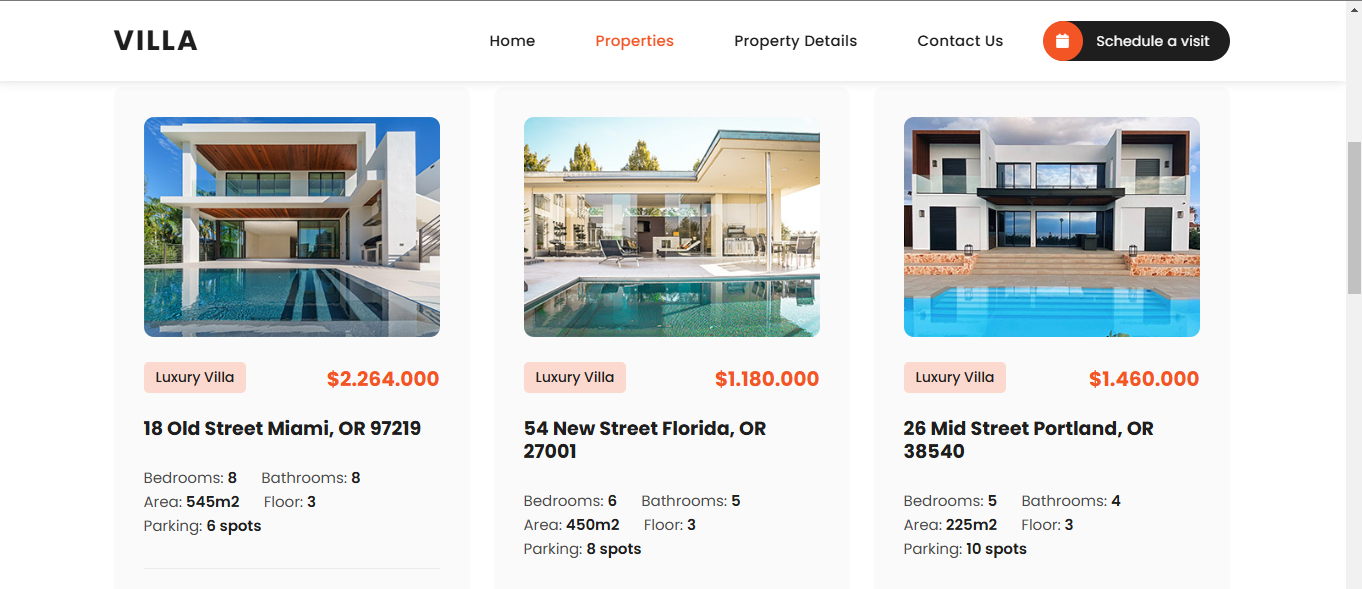 VILLA
Home
Properties
Property Details
Contact Us
Schedule a visit
Luxury Villa
$2.264.000
18 Old Street Miami, OR 97219
Bedrooms: 8
Bathrooms: 8
Area: 545m2
Floor: 3
Parking: 6 spots
Luxury Villa
$1.180.000
54 New Street Florida, OR
27001
Bedrooms: 6
Bathrooms: 5
Area: 450m2
Floor: 3
Parking: 8 spots
Luxury Villa
$1.460.000
26 Mid Street Portland, OR
38540
Bedrooms: 5
Bathrooms: 4
Area: 225m2
Floor: 3
Parking: 10 spots